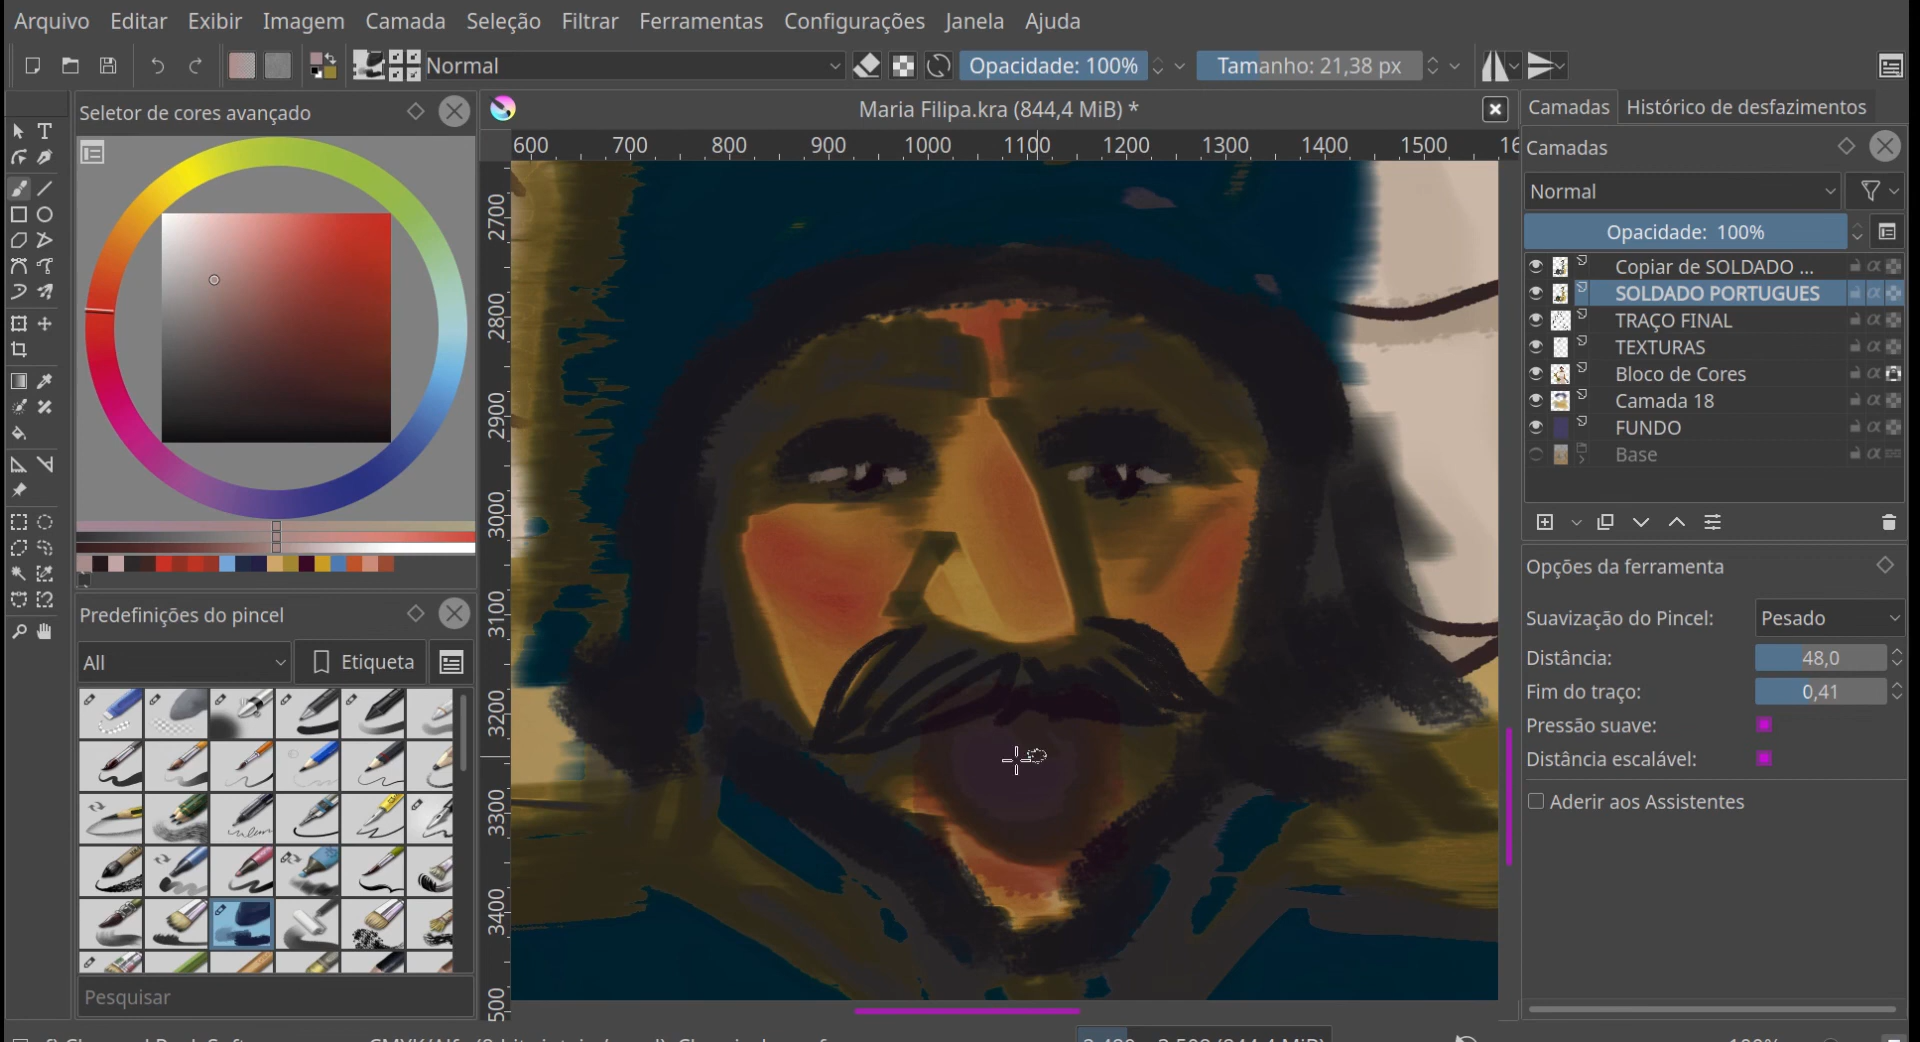 Arquivo Editar Exibir Imagem Camada Seleção Filtrar Ferramentas Configurações Janela Ajuda
Normal Opacidade: 100% Tamanho: 21,38 px
Seletor de cores avançado
Maria Filipa.kra (844,4 MiB) *
Camadas Histórico de desfazimentos
600 700 800 900 1000 1100 1200 1300 1400 1500 16
Camadas
Normal
Opacidade: 100%
Copiar de SOLDADO ...
SOLDADO PORTUGUES
TRAÇO FINAL
TEXTURAS
Bloco de Cores
Camada 18
FUNDO
Base
2700
2800
2900
3000
3100
3200
3300
3400
500
Predefinições do pincel
All Etiqueta
Pesquisar
Opções da ferramenta
Suavização do Pincel: Pesado
Distância: 48,0
Fim do traço: 0,41
Pressão suave:
Distância escalável:
Aderir aos Assistentes